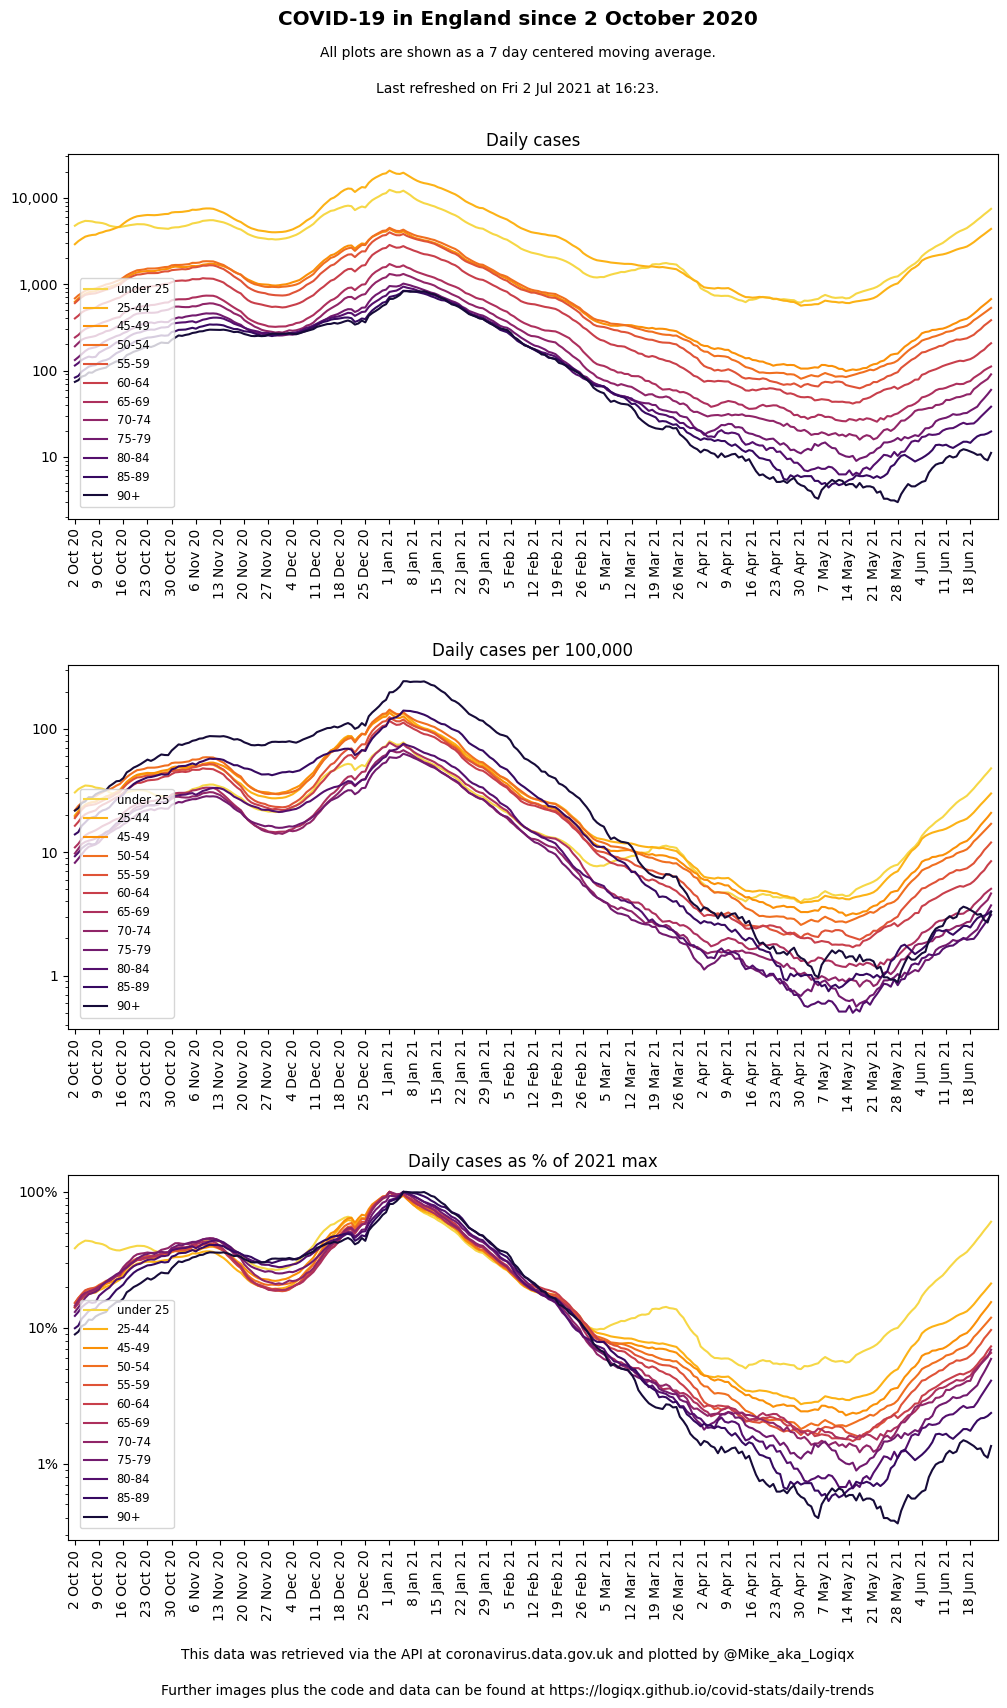 COVID-19 in England since 2 October 2020
All plots are shown as a 7 day centered moving average.
Last refreshed on Fri 2 Jul 2021 at 16:23.
Daily cases
10,000
1,000
100
10
under 25
25-44
45-49
50-54
55-59
60-64
65-69
70-74
75-79
80-84
85-89
90+
2 Oct 20
9 Oct 20
16 Oct 20
23 Oct 20
30 Oct 20
6 Nov 20
13 Nov 20
20 Nov 20
27 Nov 20
4 Dec 20
11 Dec 20
18 Dec 20
25 Dec 20
1 Jan 21
8 Jan 21
15 Jan 21
22 Jan 21
29 Jan 21
5 Feb 21
12 Feb 21
19 Feb 21
26 Feb 21
5 Mar 21
12 Mar 21
19 Mar 21
26 Mar 21
2 Apr 21
9 Apr 21
16 Apr 21
23 Apr 21
30 Apr 21
7 May 21
14 May 21
21 May 21
28 May 21
4 Jun 21
11 Jun 21
18 Jun 21
Daily cases per 100,000
100
10
1
under 25
25-44
45-49
50-54
55-59
60-64
65-69
70-74
75-79
80-84
85-89
90+
2 Oct 20
9 Oct 20
16 Oct 20
23 Oct 20
30 Oct 20
6 Nov 20
13 Nov 20
20 Nov 20
27 Nov 20
4 Dec 20
11 Dec 20
18 Dec 20
25 Dec 20
1 Jan 21
8 Jan 21
15 Jan 21
22 Jan 21
29 Jan 21
5 Feb 21
12 Feb 21
19 Feb 21
26 Feb 21
5 Mar 21
12 Mar 21
19 Mar 21
26 Mar 21
2 Apr 21
9 Apr 21
16 Apr 21
23 Apr 21
30 Apr 21
7 May 21
14 May 21
21 May 21
28 May 21
4 Jun 21
11 Jun 21
18 Jun 21
Daily cases as % of 2021 max
100%
10%
1%
under 25
25-44
45-49
50-54
55-59
60-64
65-69
70-74
75-79
80-84
85-89
90+
2 Oct 20
9 Oct 20
16 Oct 20
23 Oct 20
30 Oct 20
6 Nov 20
13 Nov 20
20 Nov 20
27 Nov 20
4 Dec 20
11 Dec 20
18 Dec 20
25 Dec 20
1 Jan 21
8 Jan 21
15 Jan 21
22 Jan 21
29 Jan 21
5 Feb 21
12 Feb 21
19 Feb 21
26 Feb 21
5 Mar 21
12 Mar 21
19 Mar 21
26 Mar 21
2 Apr 21
9 Apr 21
16 Apr 21
23 Apr 21
30 Apr 21
7 May 21
14 May 21
21 May 21
28 May 21
4 Jun 21
11 Jun 21
18 Jun 21
This data was retrieved via the API at coronavirus.data.gov.uk and plotted by @Mike_aka_Logiqx
Further images plus the code and data can be found at https://logiqx.github.io/covid-stats/daily-trends